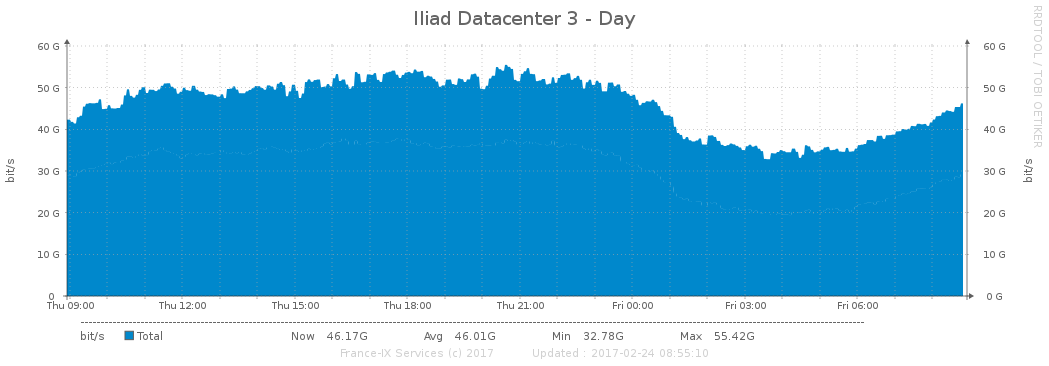 Iliad Datacenter 3 - Day
RRDTOOL / TOBI OETIKER
bit/s
60 G
50 G
40 G
30 G
20 G
10 G
0
60 G
50 G
40 G
30 G
20 G
10 G
0 G
bit/s
Thu 09:00 Thu 12:00 Thu 15:00 Thu 18:00 Thu 21:00 Fri 00:00 Fri 03:00 Fri 06:00
bit/s Total Now 46.17G Avg 46.01G Min 32.78G Max 55.42G
France-IX Services (c) 2017 Updated : 2017-02-24 08:55:10